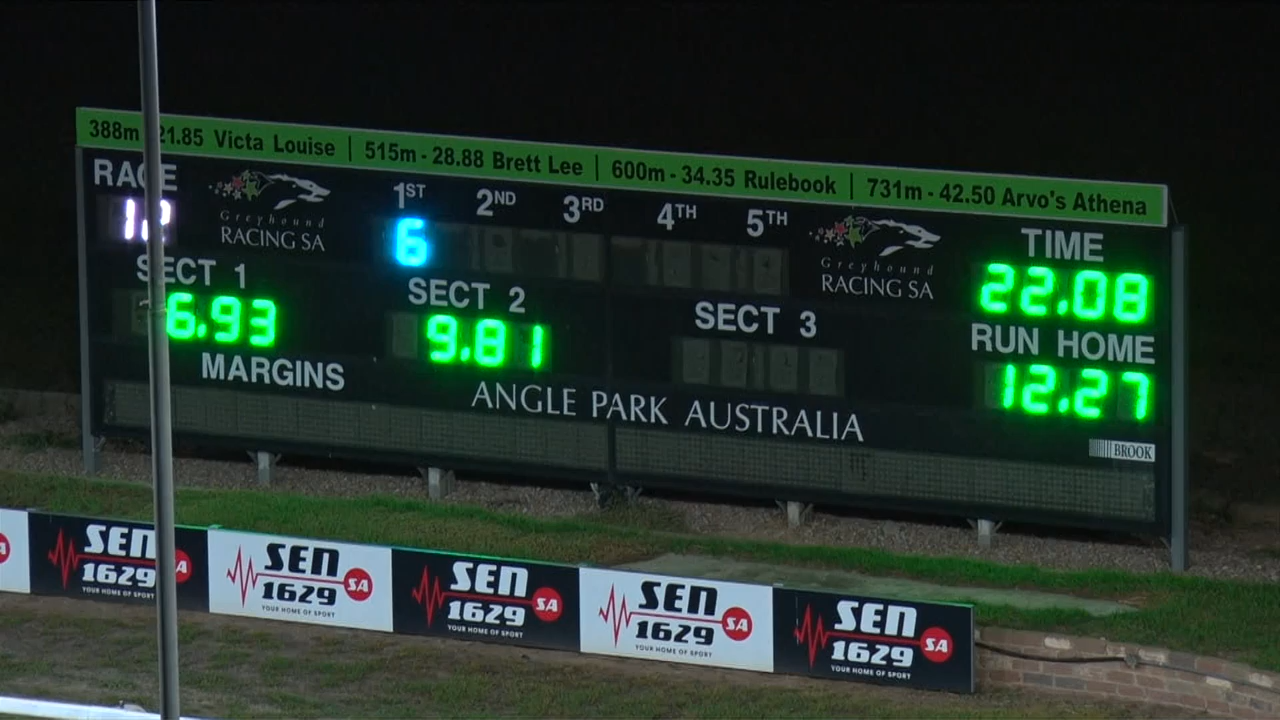 388m 21.85 Victa Louise | 515m - 28.88 Brett Lee | 600m - 34.35 Rulebook | 731m - 42.50 Arvo's Athena
RACE
Greyhound
RACING SA
1ST 2ND 3RD 4TH 5TH
6
Greyhound
RACING SA
TIME
22.08
SECT 1
6.93
SECT 2
9.81
SECT 3
RUN HOME
12.27
MARGINS
ANGLE PARK AUSTRALIA
BROOK
SEN
1629 SA
YOUR HOME OF SPORT
SEN
1629 SA
YOUR HOME OF SPORT
SEN
1629 SA
YOUR HOME OF SPORT
SEN
1629 SA
YOUR HOME OF SPORT
SEN
1629 SA
YOUR HOME OF SPORT